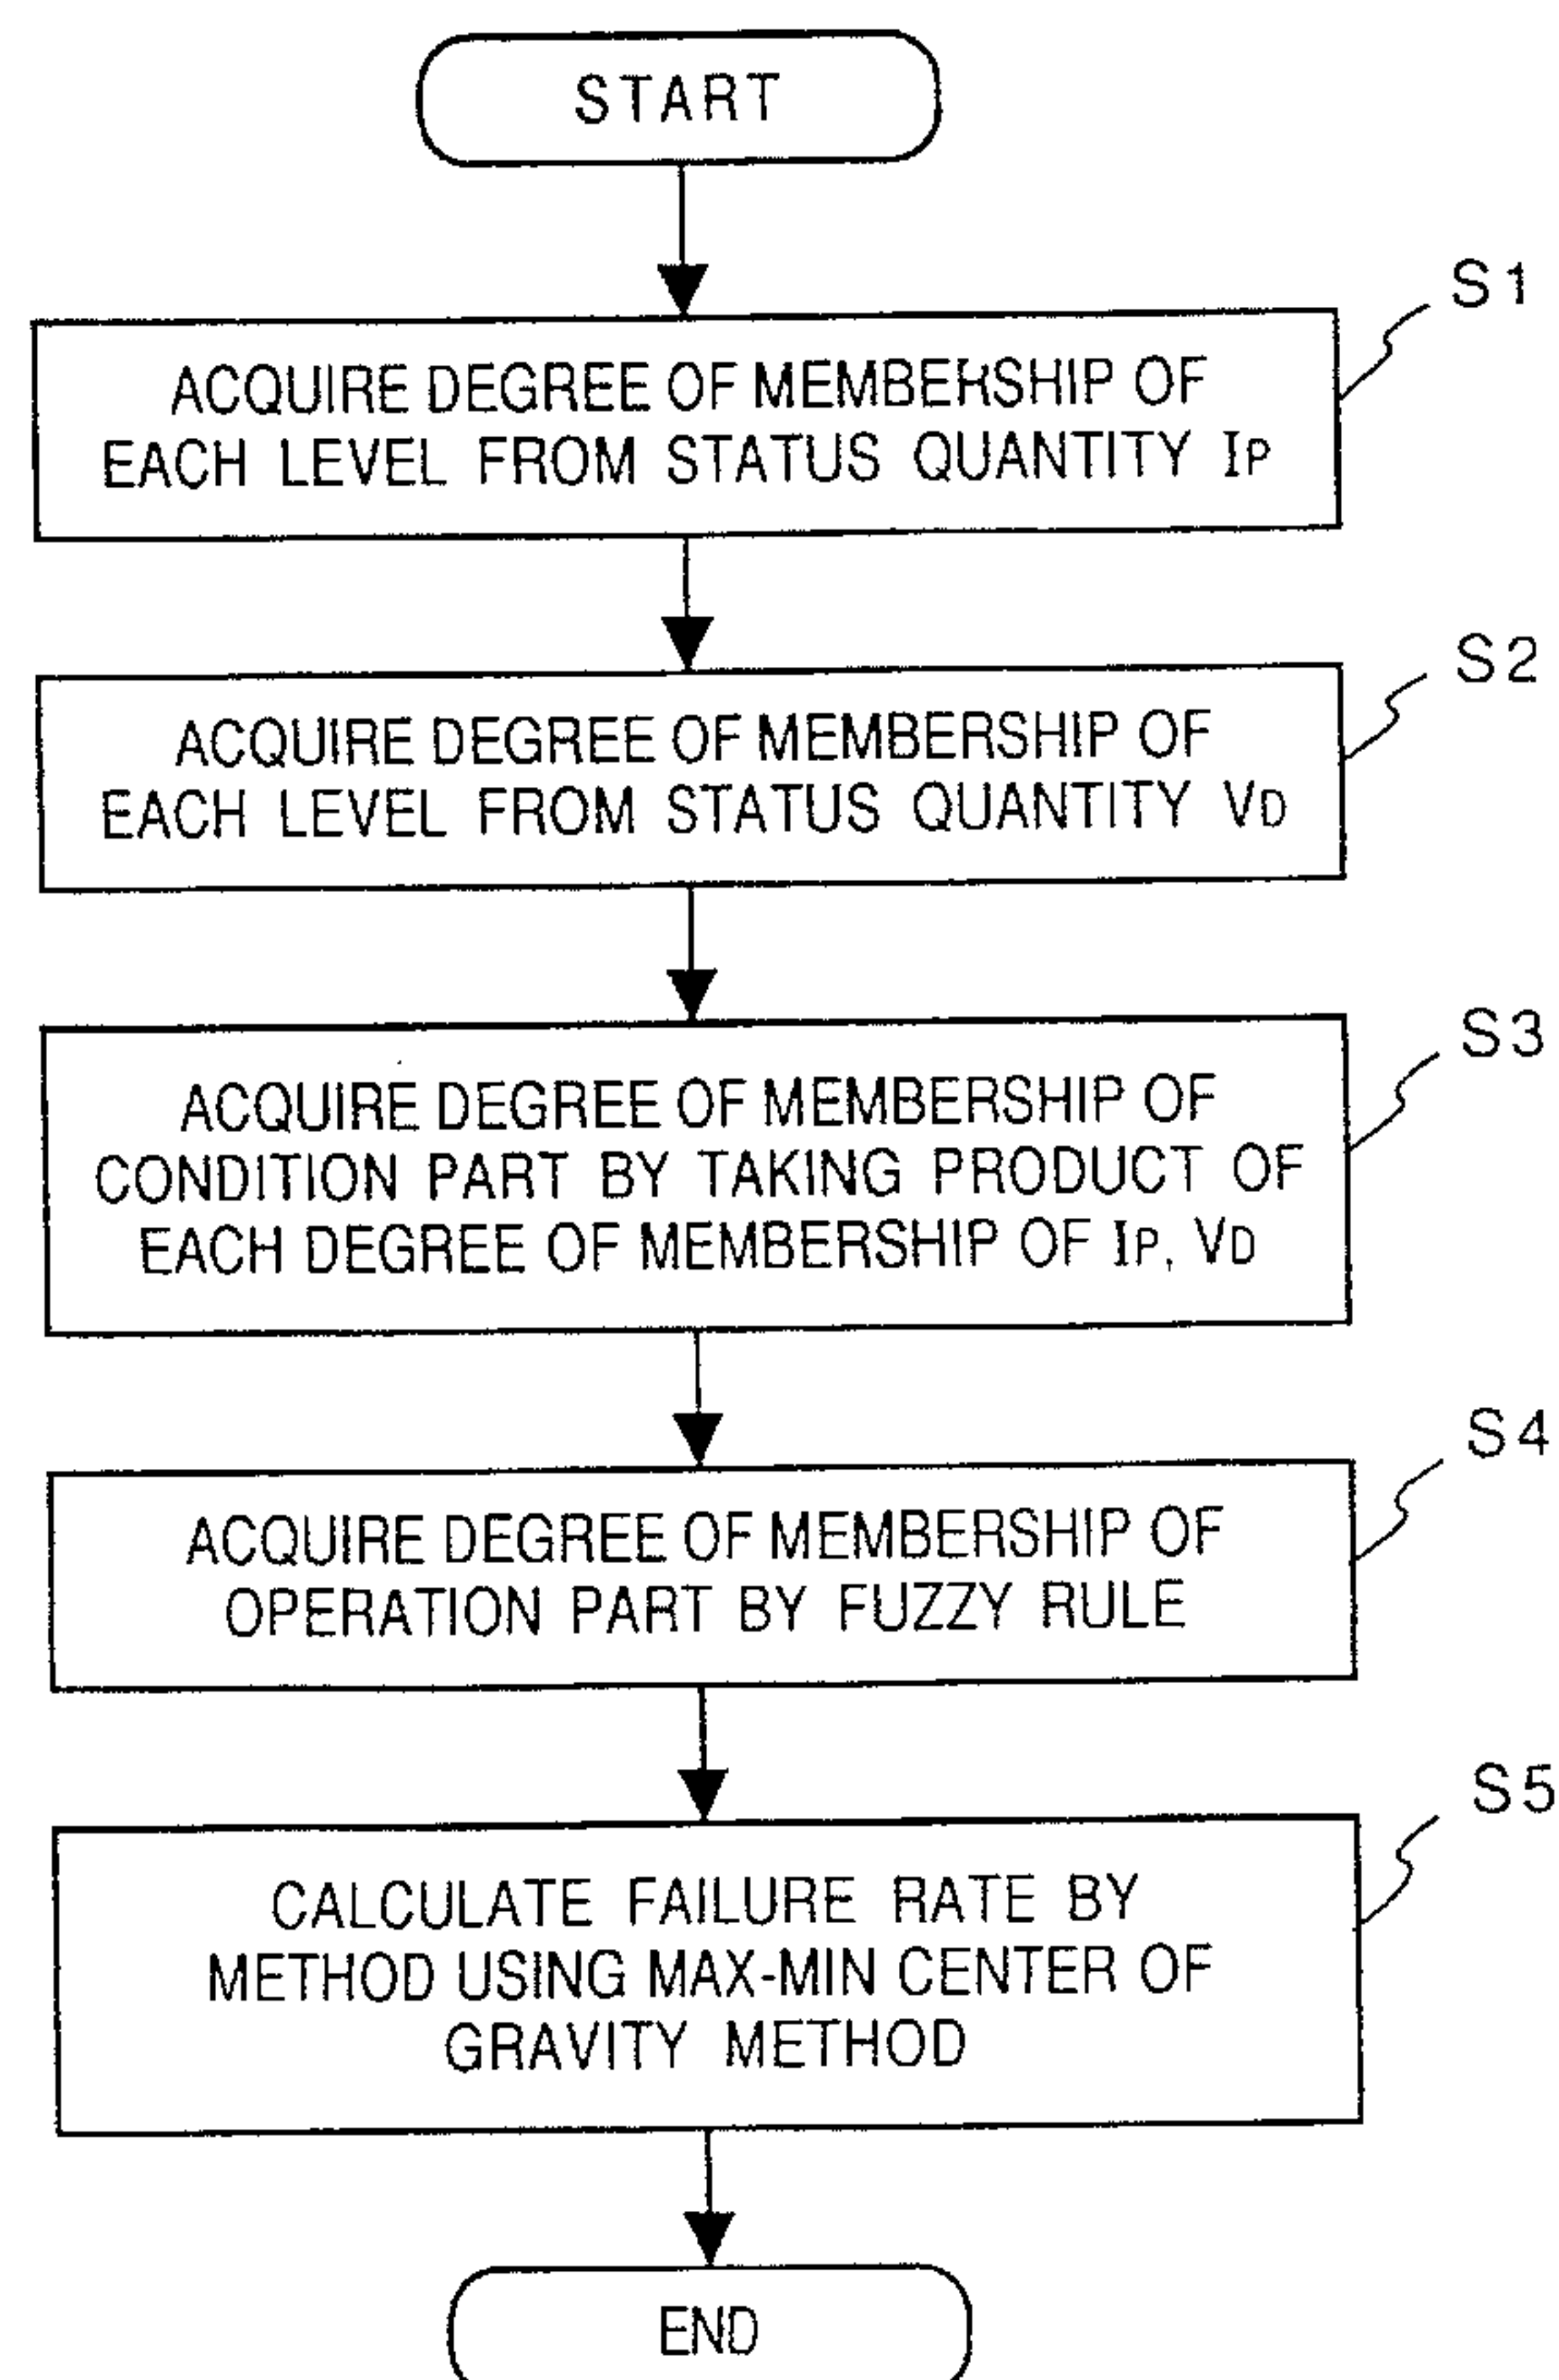 START
S1
ACQUIRE DEGREE OF MEMBERSHIP OF
EACH LEVEL FROM STATUS QUANTITY IP
S2
ACQUIRE DEGREE OF MEMBERSHIP OF
EACH LEVEL FROM STATUS QUANTITY VD
S3
ACQUIRE DEGREE OF MEMBERSHIP OF
CONDITION PART BY TAKING PRODUCT OF
EACH DEGREE OF MEMBERSHIP OF IP, VD
S4
ACQUIRE DEGREE OF MEMBERSHIP OF
OPERATION PART BY FUZZY RULE
S5
CALCULATE FAILURE RATE BY
METHOD USING MAX-MIN CENTER OF
GRAVITY METHOD
END